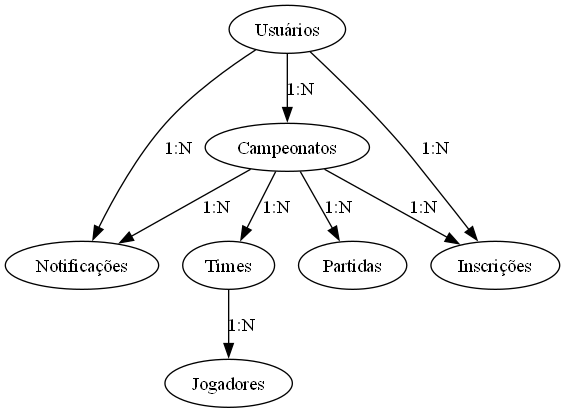 Usuários
1:N
1:N
1:N
Campeonatos
1:N
1:N
1:N
1:N
Notificações
Times
Partidas
Inscrições
1:N
Jogadores